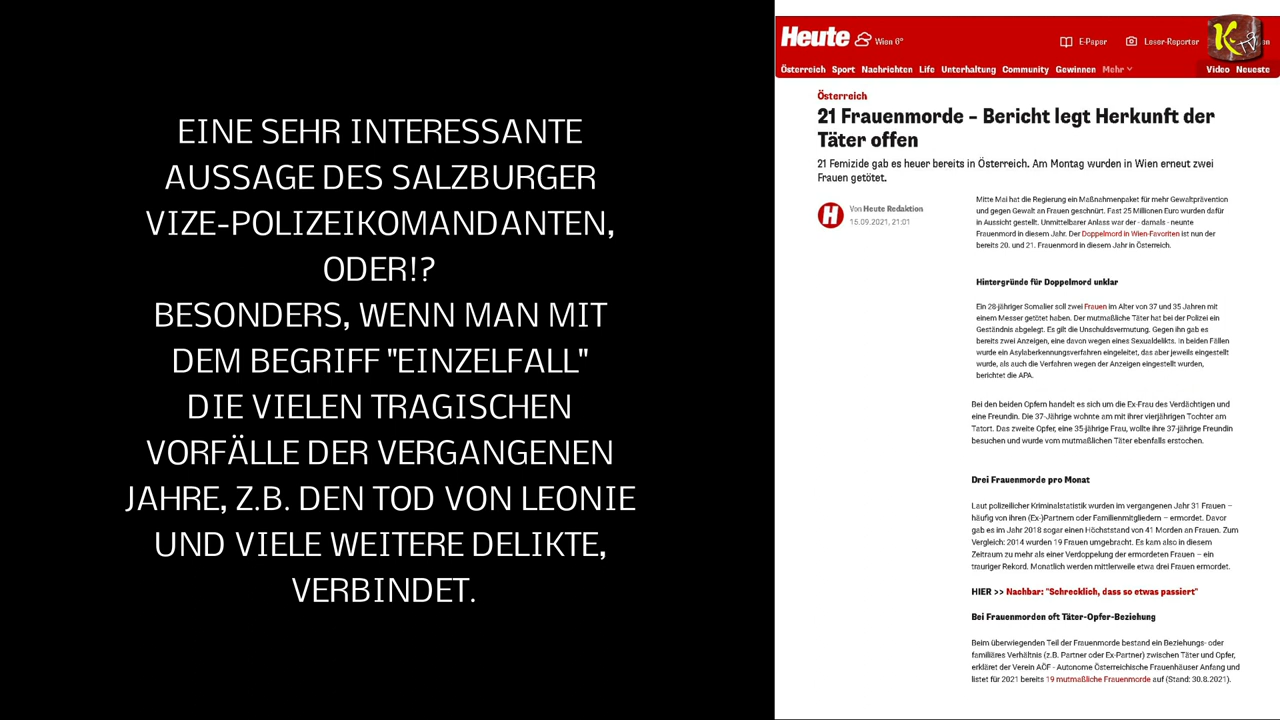 EINE SEHR INTERESSANTE
AUSSAGE DES SALZBURGER
VIZE-POLIZEIKOMANDANTEN,
ODER!?
BESONDERS, WENN MAN MIT
DEM BEGRIFF "EINZELFALL"
DIE VIELEN TRAGISCHEN
VORFÄLLE DER VERGANGENEN
JAHRE, Z.B. DEN TOD VON LEONIE
UND VIELE WEITERE DELIKTE,
VERBINDET.
Heute Wien 6° E-Paper Leser-Reporter
Österreich Sport Nachrichten Life Unterhaltung Community Gewinnen Mehr Video Neueste
Österreich
21 Frauenmorde – Bericht legt Herkunft der
Täter offen
21 Femizide gab es heuer bereits in Österreich. Am Montag wurden in Wien erneut zwei
Frauen getötet.
Von Heute Redaktion
15.09.2021, 21:01
Mitte Mai hat die Regierung ein Maßnahmenpaket für mehr Gewaltprävention
und gegen Gewalt an Frauen geschnürt. Fast 25 Millionen Euro wurden dafür
in Aussicht gestellt. Unmittelbarer Anlass war der - damals - neunte
Frauenmord in diesem Jahr. Der Doppelmord in Wien-Favoriten ist nun der
bereits 20. und 21. Frauenmord in diesem Jahr in Österreich.
Hintergründe für Doppelmord unklar
Ein 28-jähriger Somalier soll zwei Frauen im Alter von 37 und 35 Jahren mit
einem Messer getötet haben. Der mutmaßliche Täter hat bei der Polizei ein
Geständnis abgelegt. Es gilt die Unschuldsvermutung. Gegen ihn gab es
bereits zwei Anzeigen, eine davon wegen eines Sexualdelikts. In beiden Fällen
wurde ein Asylaberkennungsverfahren eingeleitet, das aber jeweils eingestellt
wurde, als auch die Verfahren wegen der Anzeigen eingestellt wurden,
berichtet die APA.
Bei den beiden Opfern handelt es sich um die Ex-Frau des Verdächtigen und
eine Freundin. Die 37-Jährige wohnte am mit ihrer vierjährigen Tochter am
Tatort. Das zweite Opfer, eine 35-jährige Frau, wollte ihre 37-jährige Freundin
besuchen und wurde vom mutmaßlichen Täter ebenfalls erstochen.
Drei Frauenmorde pro Monat
Laut polizeilicher Kriminalstatistik wurden im vergangenen Jahr 31 Frauen –
häufig von ihren (Ex-)Partnern oder Familienmitgliedern – ermordet. Davor
gab es im Jahr 2018 sogar einen Höchststand von 41 Morden an Frauen. Zum
Vergleich: 2014 wurden 19 Frauen umgebracht. Es kam also in diesem
Zeitraum zu mehr als einer Verdoppelung der ermordeten Frauen – ein
trauriger Rekord. Monatlich werden mittlerweile etwa drei Frauen ermordet.
HIER >> Nachbar: "Schrecklich, dass so etwas passiert"
Bei Frauenmorden oft Täter-Opfer-Beziehung
Beim überwiegenden Teil der Frauenmorde bestand ein Beziehungs- oder
familiäres Verhältnis (z.B. Partner oder Ex-Partner) zwischen Täter und Opfer,
erklärt der Verein AÖF - Autonome Österreichische Frauenhäuser Anfang und
listet für 2021 bereits 19 mutmaßliche Frauenmorde auf (Stand: 30.8.2021).